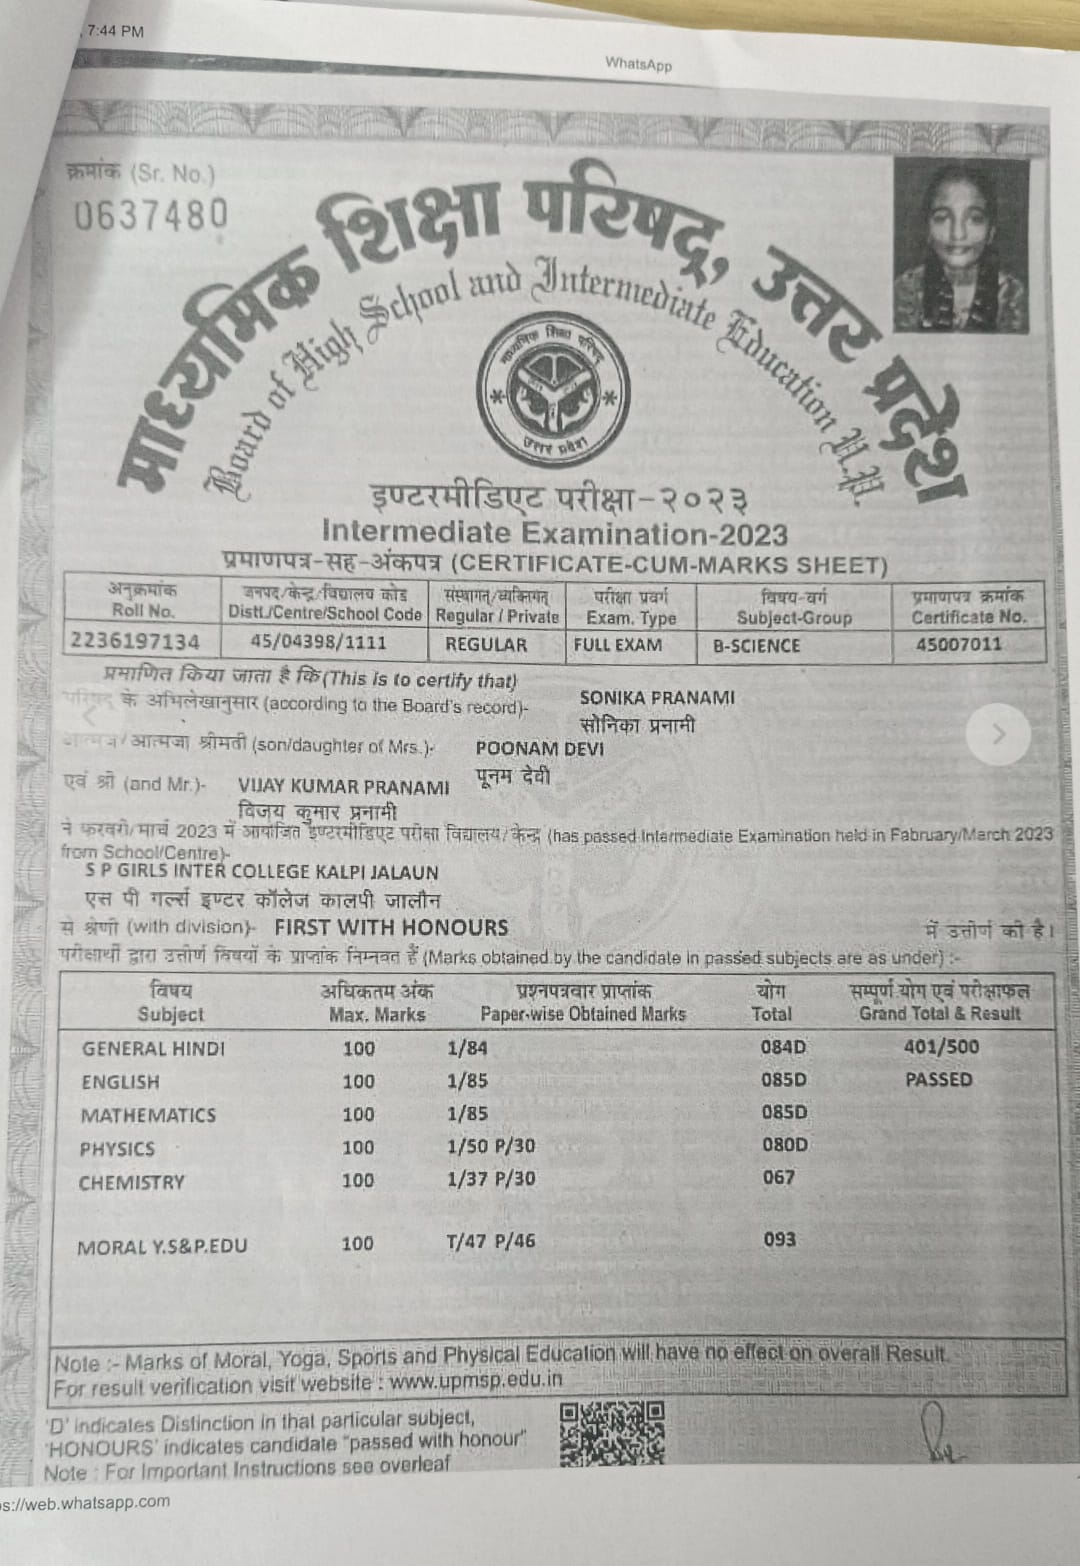 7:44 PM
WhatsApp
क्रमांक (Sr. No.)
0637480
माध्यमिक शिक्षा परिषद्, उत्तर प्रदेश
Board of High School and Intermediate Education U.P.
माध्यमिक शिक्षा परिषद्
उत्तर प्रदेश
इण्टरमीडिएट परीक्षा-२०२३
Intermediate Examination-2023
प्रमाणपत्र-सह-अंकपत्र (CERTIFICATE-CUM-MARKS SHEET)
अनुक्रमांक जनपद/केन्द्र/विद्यालय कोड संस्थागत्/व्यक्तिगत् परीक्षा प्रवर्ग विषय-वर्ग प्रमाणपत्र क्रमांक
Roll No. Distt./Centre/School Code Regular / Private Exam. Type Subject-Group Certificate No.
2236197134 45/04398/1111 REGULAR FULL EXAM B-SCIENCE 45007011
प्रमाणित किया जाता है कि (This is to certify that)
परिषद् के अभिलेखानुसार (according to the Board's record)- SONIKA PRANAMI
सोनिका प्रनामी
आत्मज/आत्मजा श्रीमती (son/daughter of Mrs.)- POONAM DEVI
पूनम देवी
एवं श्री (and Mr.)- VIJAY KUMAR PRANAMI
विजय कुमार प्रनामी
ने फरवरी/मार्च 2023 में आयोजित इण्टरमीडिएट परीक्षा विद्यालय/केन्द्र (has passed Intermediate Examination held in Fabruary/March 2023
from School/Centre)-
S P GIRLS INTER COLLEGE KALPI JALAUN
एस पी गर्ल्स इण्टर कॉलेज कालपी जालौन
से श्रेणी (with division)- FIRST WITH HONOURS में उत्तीर्ण की है।
परीक्षार्थी द्वारा उत्तीर्ण विषयों के प्राप्तांक निम्नवत हैं (Marks obtained by the candidate in passed subjects are as under) :-
विषय अधिकतम अंक प्रश्नपत्रवार प्राप्तांक योग सम्पूर्ण योग एवं परीक्षाफल
Subject Max. Marks Paper-wise Obtained Marks Total Grand Total & Result
GENERAL HINDI 100 1/84 084D 401/500
ENGLISH 100 1/85 085D PASSED
MATHEMATICS 100 1/85 085D
PHYSICS 100 1/50 P/30 080D
CHEMISTRY 100 1/37 P/30 067
MORAL Y.S&P.EDU 100 T/47 P/46 093
Note :- Marks of Moral, Yoga, Sports and Physical Education will have no effect on overall Result.
For result verification visit website : www.upmsp.edu.in
'D' indicates Distinction in that particular subject,
'HONOURS' indicates candidate "passed with honour"
Note : For Important Instructions see overleaf
s://web.whatsapp.com